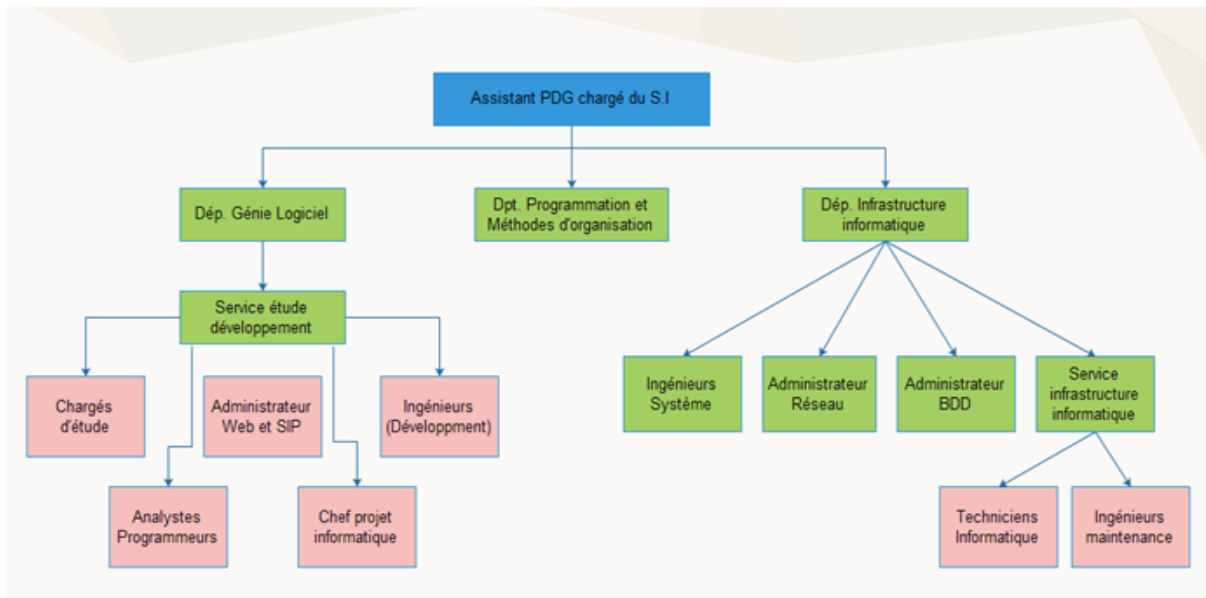 Assistant PDG chargé du S.I
Dép. Génie Logiciel
Dpt. Programmation et
Méthodes d'organisation
Dép. Infrastructure
informatique
Service étude
développement
Chargés
d'étude
Administrateur
Web et SIP
Ingénieurs
(Développment)
Analystes
Programmeurs
Chef projet
informatique
Ingénieurs
Système
Administrateur
Réseau
Administrateur
BDD
Service
infrastructure
informatique
Techniciens
Informatique
Ingénieurs
maintenance